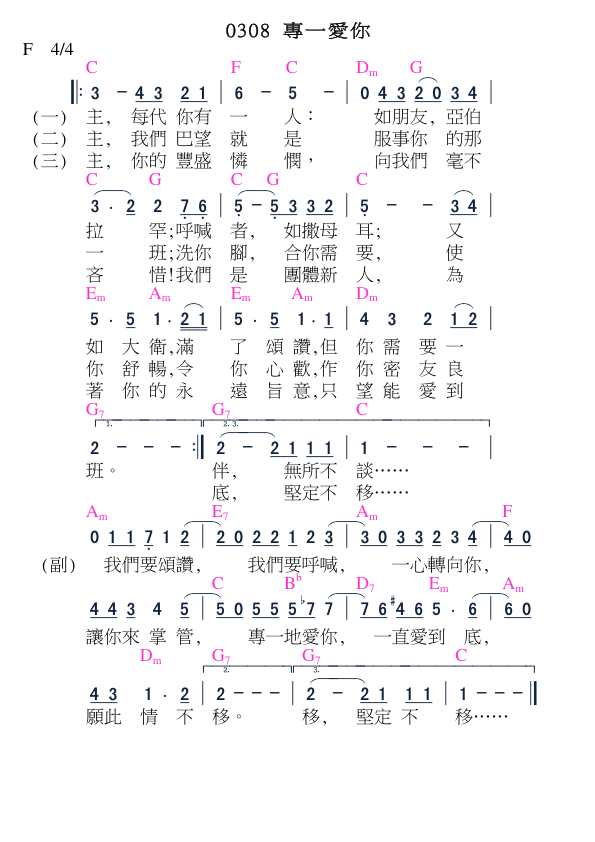 0308 專一愛你
F 4/4
C F C Dm G
3 － 4 3 2 1 | 6 － 5 － | 0 4 3 2 0 3 4 |
(一) 主， 每代 你有 一 人： 如朋友，亞伯
(二) 主， 我們 巴望 就 是 服事你 的那
(三) 主， 你的 豐盛 憐 憫， 向我們 毫不
C G C G C
3 · 2 2 7 6 | 5 － 5 3 3 2 | 5 － － 3 4 |
拉 罕；呼喊 者， 如撒母 耳； 又
一 班；洗你 腳， 合你需 要， 使
吝 惜！我們 是 團體新 人， 為
Em Am Em Am Dm
5 · 5 1 · 2 1 | 5 · 5 1 · 1 | 4 3 2 1 2 |
如 大 衛，滿 了 頌 讚，但 你 需 要 一
你 舒 暢，令 你 心 歡，作 你 密 友 良
著 你 的 永 遠 旨 意，只 望 能 愛 到
G7 G7 C
1. 2. 3.
2 － － － :| 2 － 2 1 1 1 | 1 － － － |
班。 伴， 無所不 談……
底， 堅定不 移……
Am E7 Am F
0 1 1 7 1 2 | 2 0 2 2 1 2 3 | 3 0 3 3 2 3 4 | 4 0
(副) 我們要頌讚， 我們要呼喊， 一心轉向你，
C Bb D7 Em Am
4 4 3 4 5 | 5 0 5 5 5 ♭7 7 | 7 6 #4 6 5 · 6 | 6 0
讓你來 掌 管， 專一地愛你， 一直愛到 底，
Dm G7 G7 C
2. 3.
4 3 1 · 2 | 2 － － － | 2 － 2 1 1 1 | 1 － － － |
願此 情 不 移。 移， 堅定 不 移……